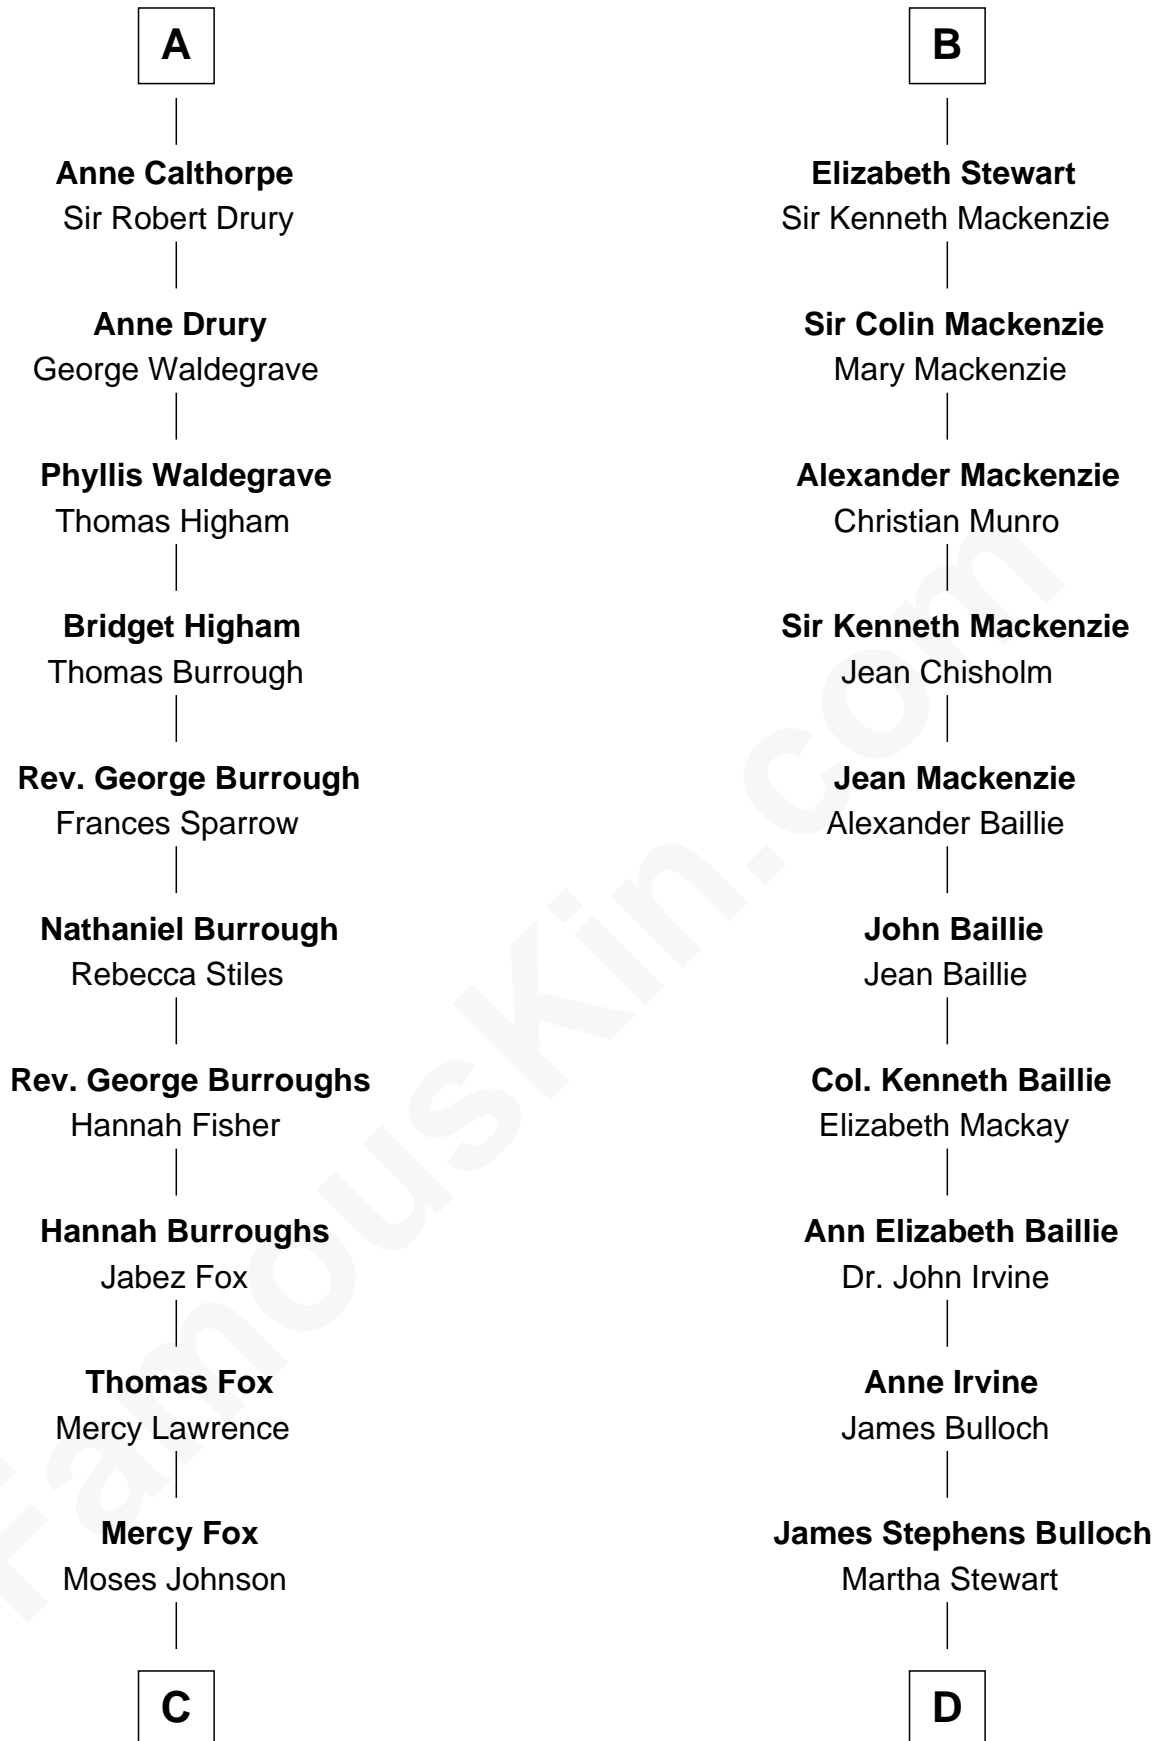 A
Anne Calthorpe
Sir Robert Drury
Anne Drury
George Waldegrave
Phyllis Waldegrave
Thomas Higham
Bridget Higham
Thomas Burrough
Rev. George Burrough
Frances Sparrow
Nathaniel Burrough
Rebecca Stiles
Rev. George Burroughs
Hannah Fisher
Hannah Burroughs
Jabez Fox
Thomas Fox
Mercy Lawrence
Mercy Fox
Moses Johnson
C
B
Elizabeth Stewart
Sir Kenneth Mackenzie
Sir Colin Mackenzie
Mary Mackenzie
Alexander Mackenzie
Christian Munro
Sir Kenneth Mackenzie
Jean Chisholm
Jean Mackenzie
Alexander Baillie
John Baillie
Jean Baillie
Col. Kenneth Baillie
Elizabeth Mackay
Ann Elizabeth Baillie
Dr. John Irvine
Anne Irvine
James Bulloch
James Stephens Bulloch
Martha Stewart
D
FamousKin.com